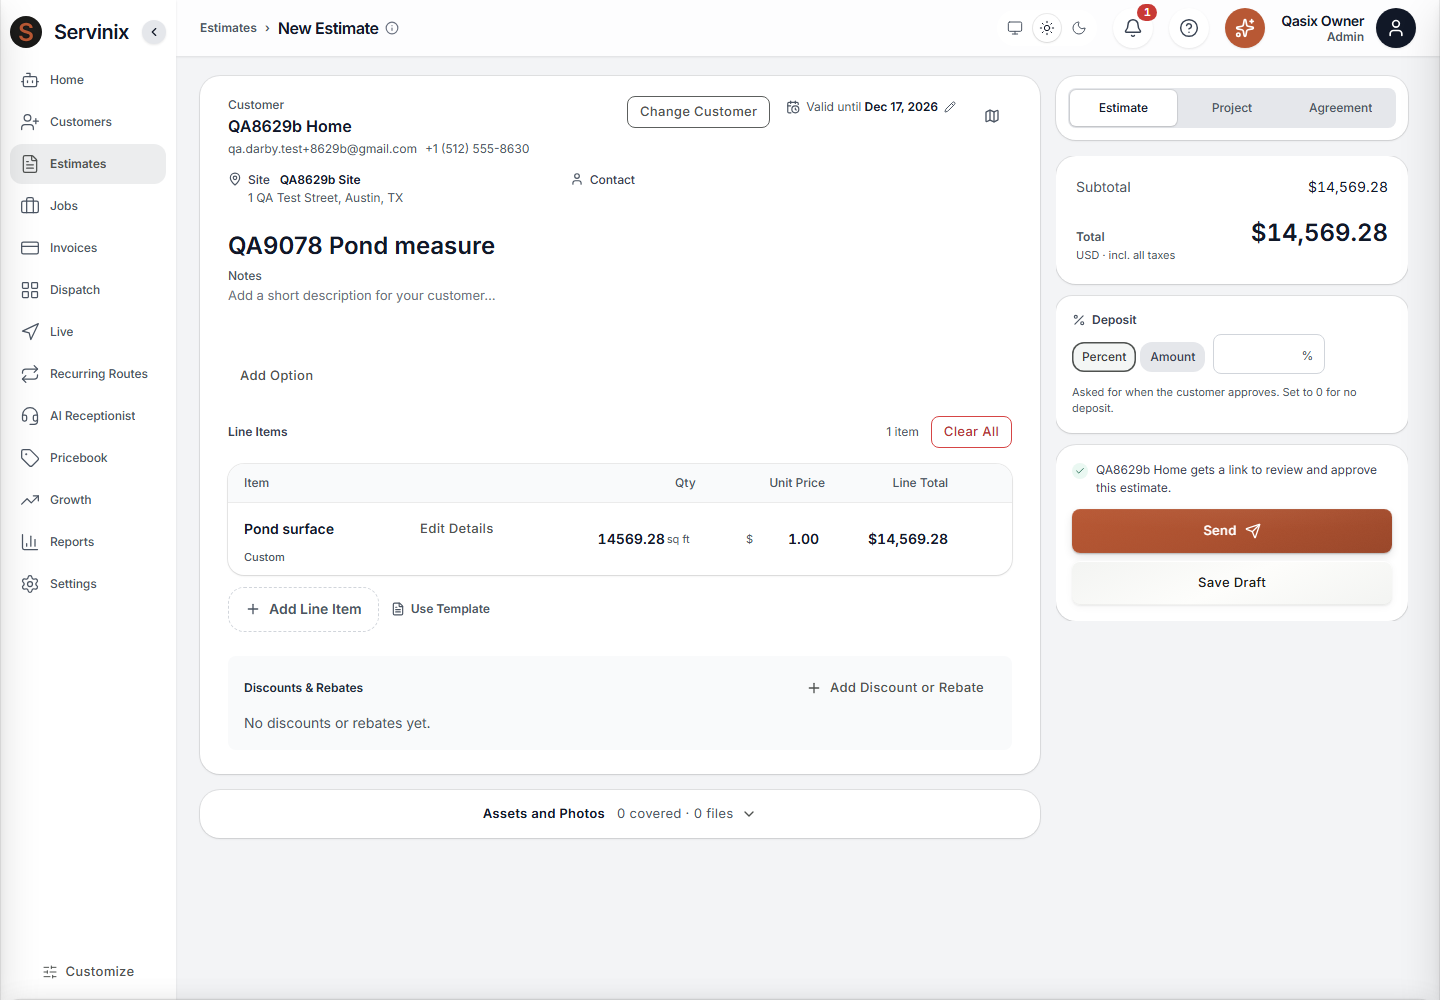 Servinix
Home
Customers
Estimates
Jobs
Invoices
Dispatch
Live
Recurring Routes
AI Receptionist
Pricebook
Growth
Reports
Settings
Customize
Estimates › New Estimate
1
Qasix Owner
Admin
Customer
QA8629b Home
qa.darby.test+8629b@gmail.com +1 (512) 555-8630
Change Customer
Valid until Dec 17, 2026
Site QA8629b Site
1 QA Test Street, Austin, TX
Contact
QA9078 Pond measure
Notes
Add a short description for your customer...
Add Option
Line Items
1 item
Clear All
Item Qty Unit Price Line Total
Pond surface Edit Details 14569.28 sq ft $ 1.00 $14,569.28
Custom
+ Add Line Item
Use Template
Discounts & Rebates
+ Add Discount or Rebate
No discounts or rebates yet.
Assets and Photos 0 covered · 0 files
Estimate Project Agreement
Subtotal $14,569.28
Total $14,569.28
USD · incl. all taxes
% Deposit
Percent Amount %
Asked for when the customer approves. Set to 0 for no
deposit.
QA8629b Home gets a link to review and approve
this estimate.
Send
Save Draft